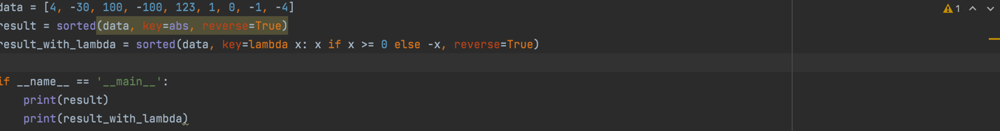 data = [4, -30, 100, -100, 123, 1, 0, -1, -4]
1
result = sorted(data, key=abs, reverse=True)
result_with_lambda = sorted(data, key=lambda x: x if x >= 0 else -x, reverse=True)
if __name__ == '__main__':
    print(result)
    print(result_with_lambda)